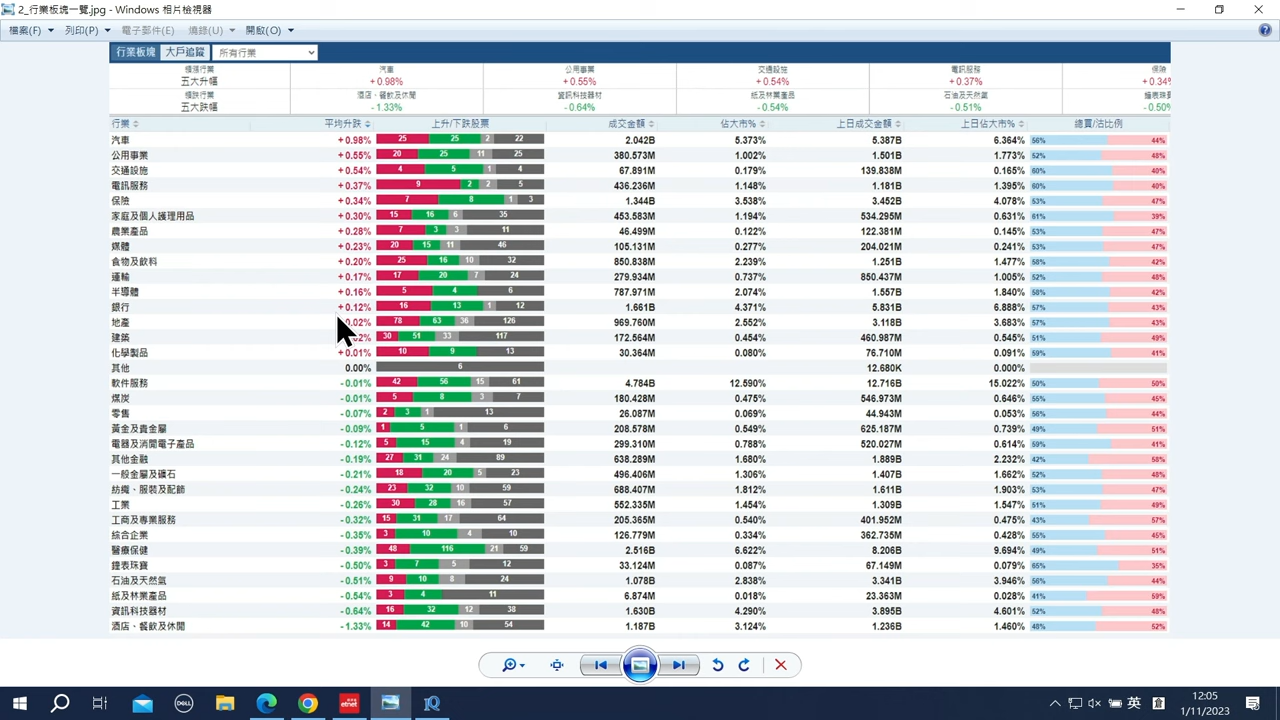 2_行業板塊一覽.jpg - Windows 相片檢視器
檔案(F) 列印(P) 電子郵件(E) 燒錄(U) 開啟(O)
行業板塊 大戶追蹤 所有行業
領漲行業 汽車 公用事業 交通設施 電訊服務 保險
五大升幅 +0.98% +0.55% +0.54% +0.37% +0.34%
領跌行業 酒店、餐飲及休閒 資訊科技器材 紙及林業產品 石油及天然氣
五大跌幅 -1.33% -0.64% -0.54% -0.51% -0.50%
行業 平均升跌 上升/下跌股票 成交金額 佔大市% 上日成交金額 上日佔大市% 總買/沽比例
汽車 +0.98% 25 25 2 22 2.042B 5.373% 5.387B 6.364% 56% 44%
公用事業 +0.55% 20 25 11 25 380.573M 1.002% 1.501B 1.773% 52% 48%
交通設施 +0.54% 4 5 1 4 67.891M 0.179% 139.838M 0.165% 60% 40%
電訊服務 +0.37% 9 2 2 5 436.236M 1.148% 1.181B 1.395% 60% 40%
保險 +0.34% 7 8 1 3 1.344B 3.538% 3.452B 4.078% 53% 47%
家庭及個人護理用品 +0.30% 15 16 6 35 453.583M 1.194% 534.295M 0.631% 61% 39%
農業產品 +0.28% 7 3 3 11 46.499M 0.122% 122.381M 0.145% 53% 47%
媒體 +0.23% 20 15 11 46 105.131M 0.277% 204.021M 0.241% 53% 47%
食物及飲料 +0.20% 25 16 10 32 850.838M 2.239% 1.251B 1.477% 58% 42%
運輸 +0.17% 17 20 7 24 279.934M 0.737% 850.437M 1.005% 52% 48%
半導體 +0.16% 5 4 6 787.971M 2.074% 1.557B 1.840% 58% 42%
銀行 +0.12% 16 13 1 12 1.661B 4.371% 5.831B 6.888% 57% 43%
地產 0.02% 78 63 36 126 969.760M 2.552% 3.118B 3.683% 57% 43%
建築 30 51 33 117 172.564M 0.454% 460.987M 0.545% 51% 49%
化學製品 +0.01% 10 9 13 30.364M 0.080% 76.710M 0.091% 59% 41%
其他 0.00% 6 12.680K 0.000%
軟件服務 -0.01% 42 56 15 61 4.784B 12.590% 12.716B 15.022% 50% 50%
煤炭 -0.01% 5 8 3 7 180.428M 0.475% 546.973M 0.646% 55% 45%
零售 -0.07% 2 3 1 13 26.087M 0.069% 44.943M 0.053% 56% 44%
黃金及貴金屬 -0.09% 1 5 1 6 208.578M 0.549% 625.187M 0.739% 49% 51%
電器及消閒電子產品 -0.12% 5 15 4 19 299.310M 0.788% 520.027M 0.614% 59% 41%
其他金融 -0.19% 27 31 24 89 638.289M 1.680% 1.889B 2.232% 42% 58%
一般金屬及礦石 -0.21% 18 20 5 23 496.406M 1.306% 1.407B 1.662% 52% 48%
紡織、服裝及配飾 -0.24% 23 32 10 59 688.407M 1.812% 1.611B 1.903% 53% 47%
工業 -0.26% 30 28 16 57 552.335M 1.454% 1.309B 1.547% 51% 49%
工商及專業服務 -0.32% 15 31 17 64 205.365M 0.540% 401.952M 0.475% 43% 57%
綜合企業 -0.35% 3 10 4 10 126.779M 0.334% 362.735M 0.428% 55% 45%
醫療保健 -0.39% 48 116 21 59 2.516B 6.622% 8.206B 9.694% 49% 51%
鐘表珠寶 -0.50% 3 7 5 12 33.124M 0.087% 67.149M 0.079% 65% 35%
石油及天然氣 -0.51% 9 10 8 24 1.078B 2.838% 3.341B 3.946% 56% 44%
紙及林業產品 -0.54% 3 4 11 6.874M 0.018% 23.363M 0.028% 41% 59%
資訊科技器材 -0.64% 16 32 12 38 1.630B 4.290% 3.895B 4.601% 52% 48%
酒店、餐飲及休閒 -1.33% 14 42 10 54 1.187B 3.124% 1.236B 1.460% 48% 52%
DELL etnet IQ 英 12:05
1/11/2023